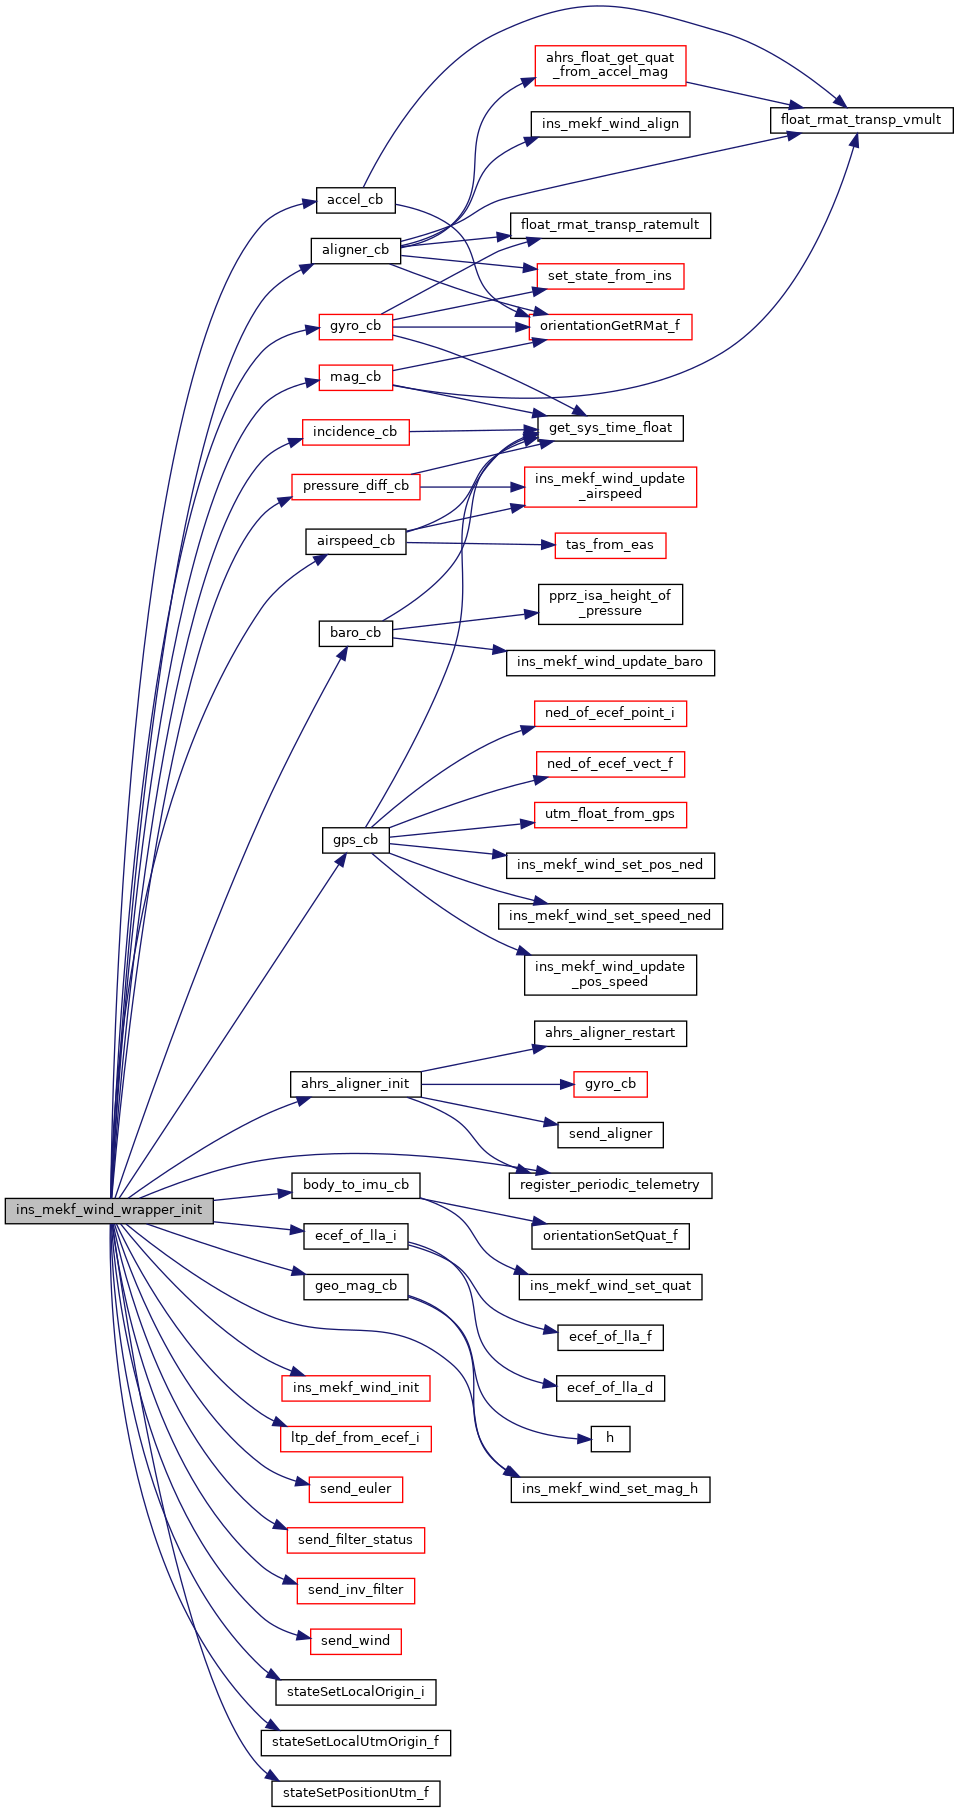 ins_mekf_wind_wrapper_init
accel_cb
aligner_cb
gyro_cb
mag_cb
incidence_cb
pressure_diff_cb
airspeed_cb
baro_cb
gps_cb
ahrs_aligner_init
body_to_imu_cb
ecef_of_lla_i
geo_mag_cb
ins_mekf_wind_init
ltp_def_from_ecef_i
send_euler
send_filter_status
send_inv_filter
send_wind
stateSetLocalOrigin_i
stateSetLocalUtmOrigin_f
stateSetPositionUtm_f
ahrs_float_get_quat
_from_accel_mag
ins_mekf_wind_align
float_rmat_transp_ratemult
set_state_from_ins
orientationGetRMat_f
get_sys_time_float
ins_mekf_wind_update
_airspeed
tas_from_eas
pprz_isa_height_of
_pressure
ins_mekf_wind_update_baro
ned_of_ecef_point_i
ned_of_ecef_vect_f
utm_float_from_gps
ins_mekf_wind_set_pos_ned
ins_mekf_wind_set_speed_ned
ins_mekf_wind_update
_pos_speed
ahrs_aligner_restart
gyro_cb
send_aligner
register_periodic_telemetry
orientationSetQuat_f
ins_mekf_wind_set_quat
ecef_of_lla_f
ecef_of_lla_d
h
ins_mekf_wind_set_mag_h
float_rmat_transp_vmult